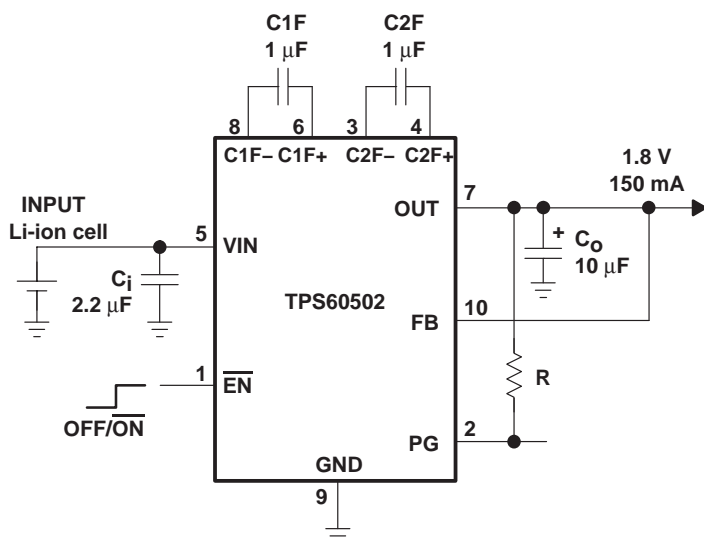 C1F
1 µF
C2F
1 µF
8
6
3
4
C1F–
C1F+
C2F–
C2F+
1.8 V
150 mA
7
OUT
INPUT
Li-ion cell
5
VIN
+
Co
10 µF
Ci
2.2 µF
TPS60502
10
FB
1
EN
R
OFF/ON
2
PG
GND
9